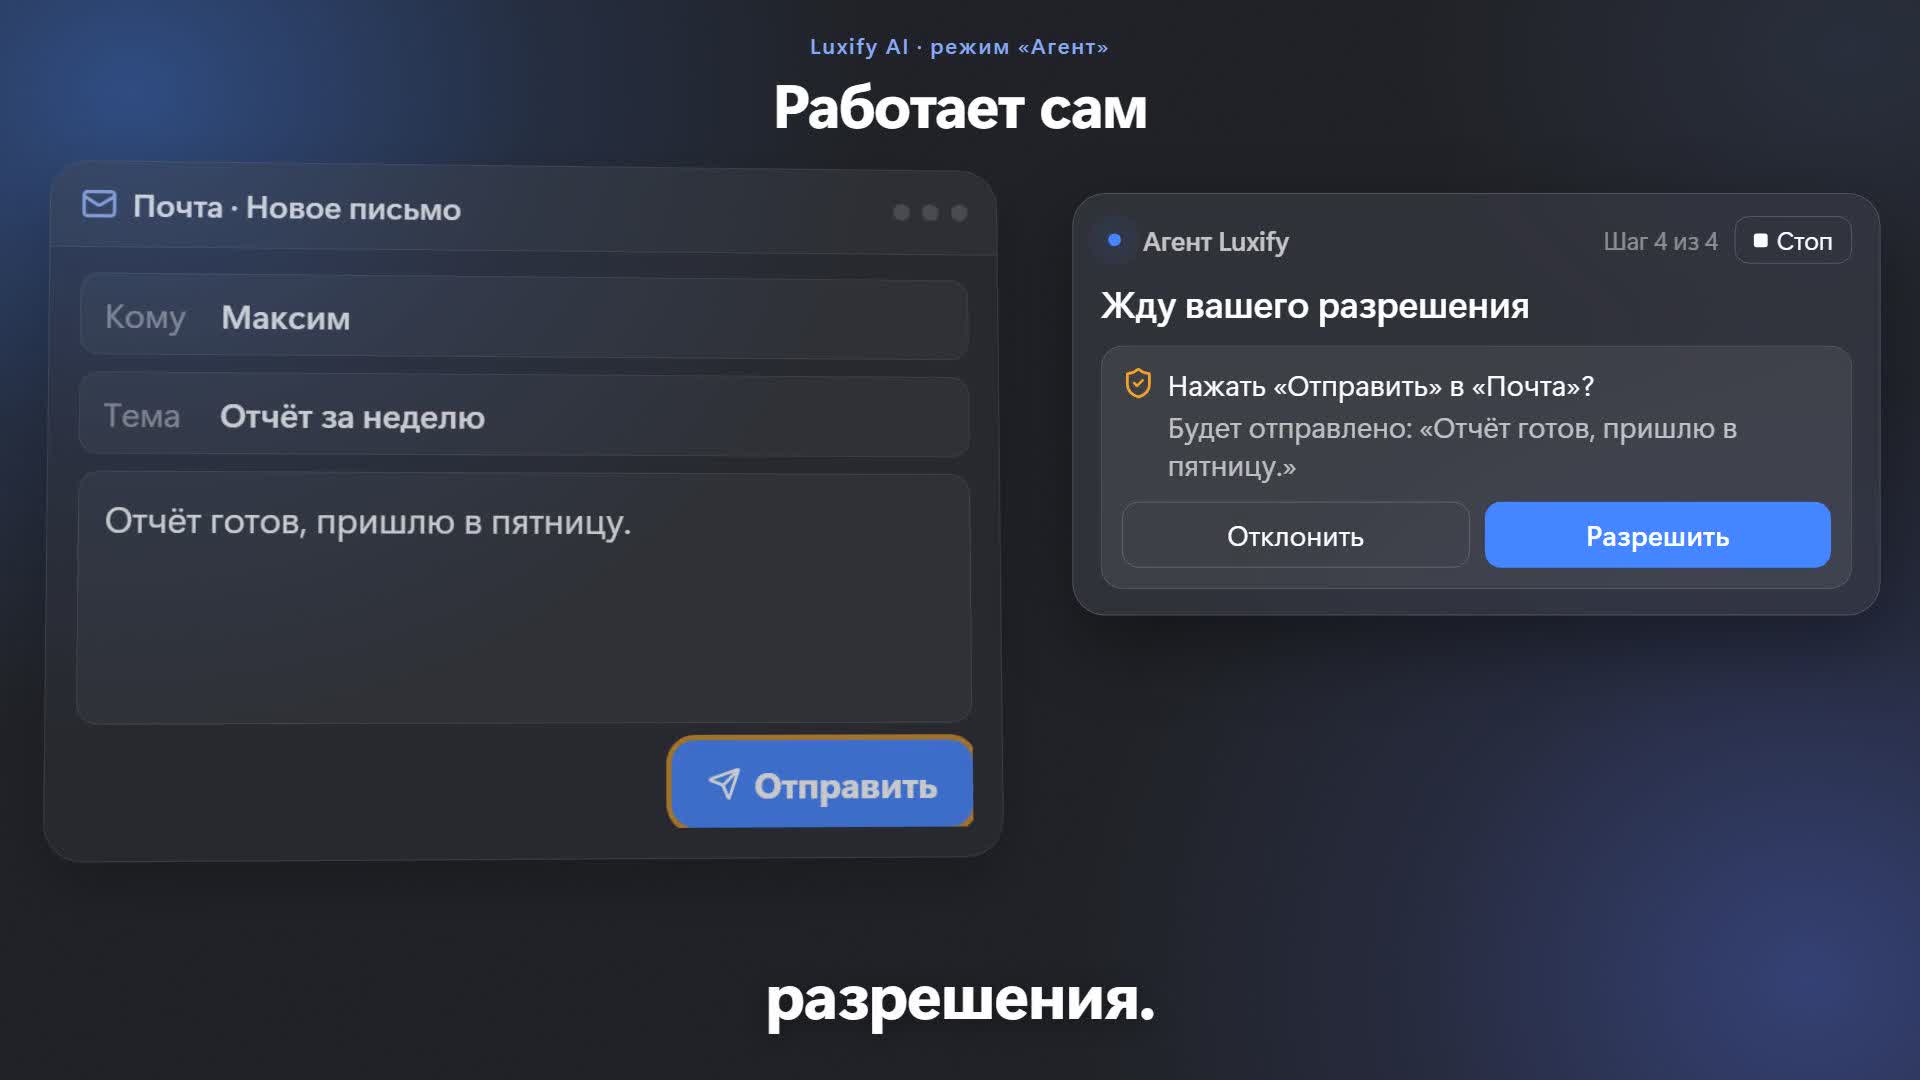 Luxify AI · режим «Агент»
Работает сам
Почта · Новое письмо
Кому Максим
Тема Отчёт за неделю
Отчёт готов, пришлю в пятницу.
Отправить
Агент Luxify
Шаг 4 из 4
Стоп
Жду вашего разрешения
Нажать «Отправить» в «Почта»?
Будет отправлено: «Отчёт готов, пришлю в
пятницу.»
Отклонить
Разрешить
разрешения.